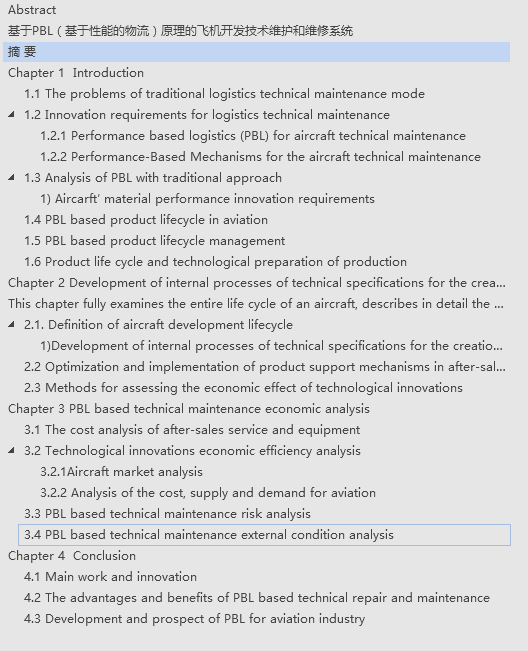 Abstract
基于PBL（基于性能的物流）原理的飞机开发技术维护和维修系统
摘 要
Chapter 1  Introduction
1.1 The problems of traditional logistics technical maintenance mode
1.2 Innovation requirements for logistics technical maintenance
1.2.1 Performance based logistics (PBL) for aircraft technical maintenance
1.2.2 Performance-Based Mechanisms for the aircraft technical maintenance
1.3 Analysis of PBL with traditional approach
1) Aircarft' material performance innovation requirements
1.4 PBL based product lifecycle in aviation
1.5 PBL based product lifecycle management
1.6 Product life cycle and technological preparation of production
Chapter 2 Development of internal processes of technical specifications for the crea...
This chapter fully examines the entire life cycle of an aircraft, describes in detail the ...
2.1. Definition of aircraft development lifecycle
1)Development of internal processes of technical specifications for the creatio...
2.2 Optimization and implementation of product support mechanisms in after-sal...
2.3 Methods for assessing the economic effect of technological innovations
Chapter 3 PBL based technical maintenance economic analysis
3.1 The cost analysis of after-sales service and equipment
3.2 Technological innovations economic efficiency analysis
3.2.1Aircraft market analysis
3.2.2 Analysis of the cost, supply and demand for aviation
3.3 PBL based technical maintenance risk analysis
3.4 PBL based technical maintenance external condition analysis
Chapter 4  Conclusion
4.1 Main work and innovation
4.2 The advantages and benefits of PBL based technical repair and maintenance
4.3 Development and prospect of PBL for aviation industry